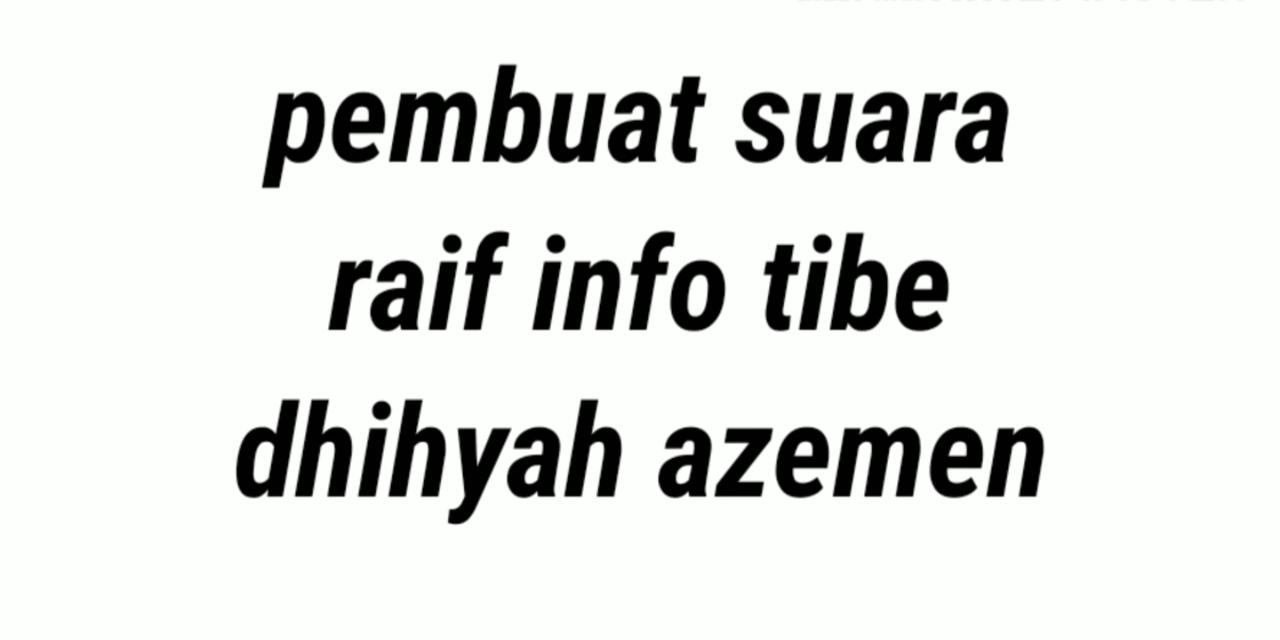 pembuat suara
raif info tibe
dhihyah azemen